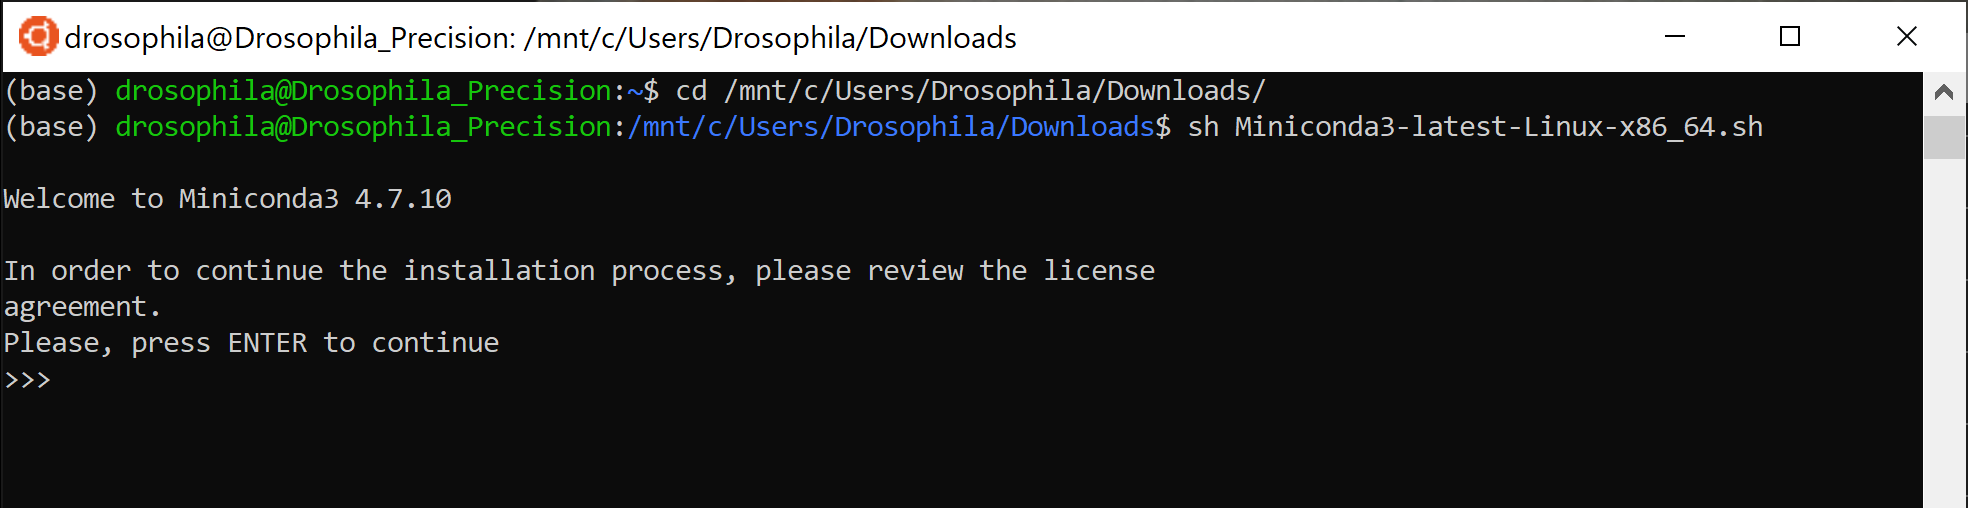 drosophila@Drosophila_Precision: /mnt/c/Users/Drosophila/Downloads
(base) drosophila@Drosophila_Precision:~$ cd /mnt/c/Users/Drosophila/Downloads/
(base) drosophila@Drosophila_Precision:/mnt/c/Users/Drosophila/Downloads$ sh Miniconda3-latest-Linux-x86_64.sh
Welcome to Miniconda3 4.7.10
In order to continue the installation process, please review the license
agreement.
Please, press ENTER to continue
>>>